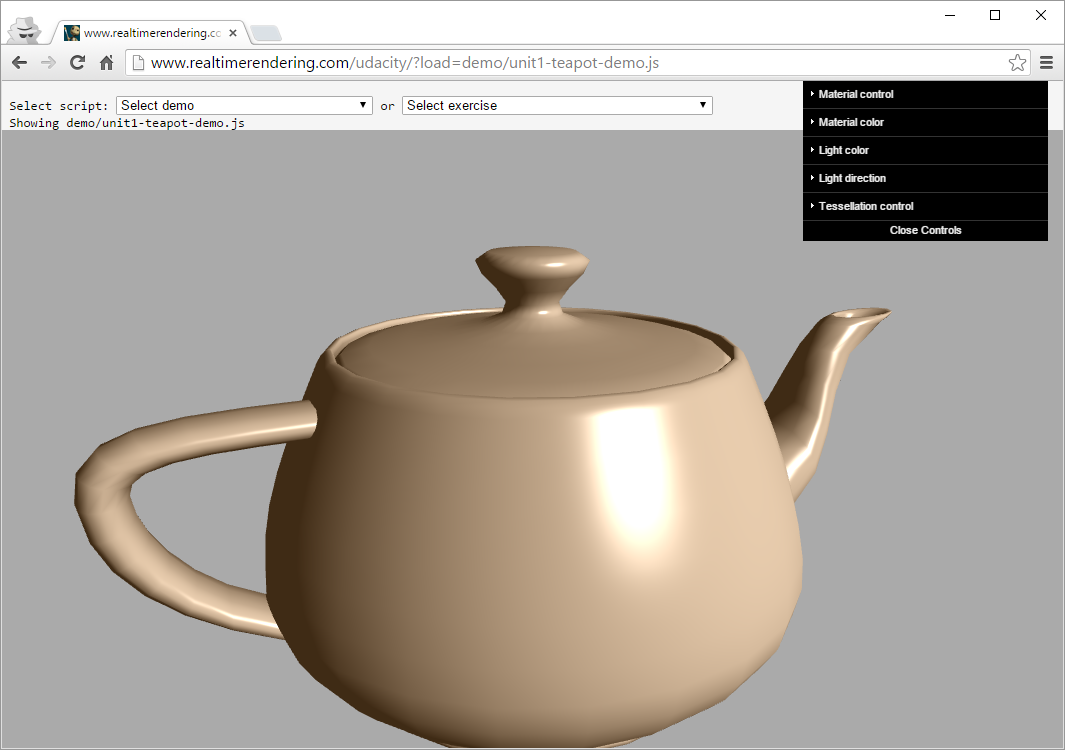 www.realtimerendering.co
www.realtimerendering.com/udacity/?load=demo/unit1-teapot-demo.js
Select script: Select demo or Select exercise
Showing demo/unit1-teapot-demo.js
Material control
Material color
Light color
Light direction
Tessellation control
Close Controls